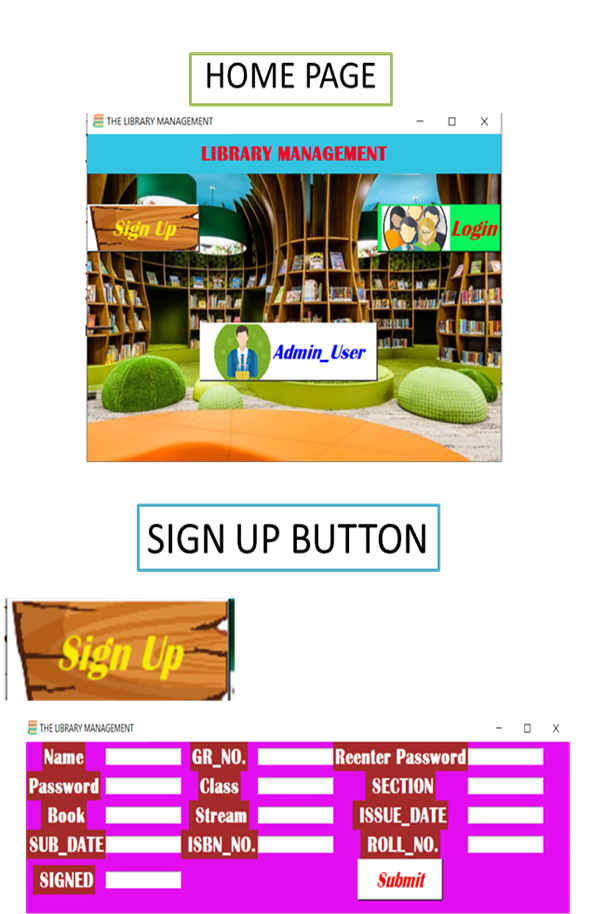 HOME PAGE
THE LIBRARY MANAGEMENT
LIBRARY MANAGEMENT
Sign Up
Login
Admin_User
SIGN UP BUTTON
Sign Up
THE LIBRARY MANAGEMENT
Name GR_NO. Reenter Password
Password Class SECTION
Book Stream ISSUE_DATE
SUB_DATE ISBN_NO. ROLL_NO.
SIGNED Submit